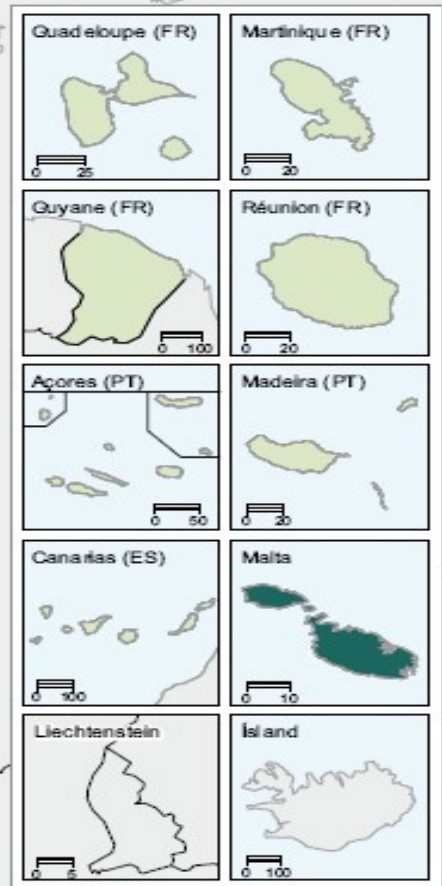 Guadeloupe (FR)
0 25
Martinique (FR)
0 20
Guyane (FR)
0 100
Réunion (FR)
0 20
Açores (PT)
0 50
Madeira (PT)
0 20
Canarias (ES)
0 100
Malta
0 10
Liechtenstein
0 5
Ísland
0 100